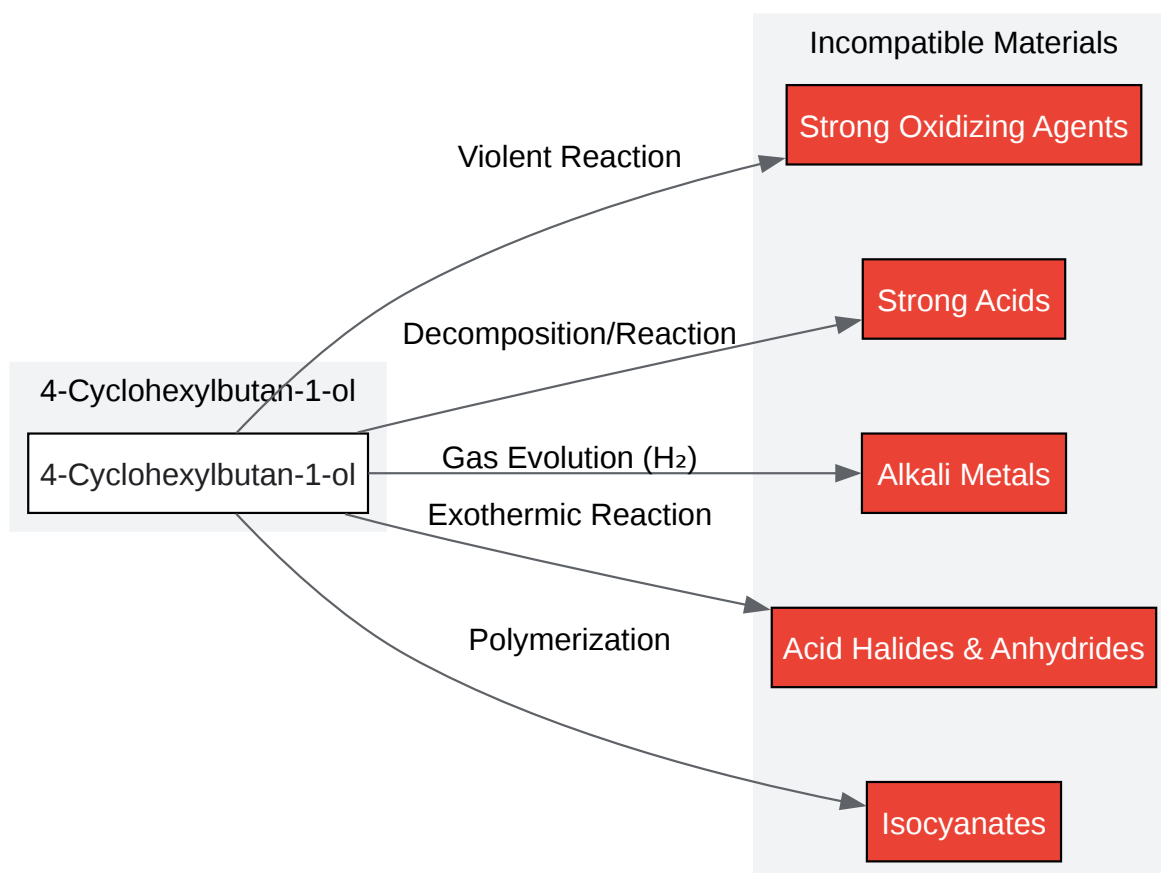 Incompatible Materials
Strong Oxidizing Agents
Violent Reaction
Strong Acids
Decomposition/Reaction
4-Cyclohexylbutan-1-ol
4-Cyclohexylbutan-1-ol
Gas Evolution (H₂)
Alkali Metals
Exothermic Reaction
Polymerization
Acid Halides & Anhydrides
Isocyanates